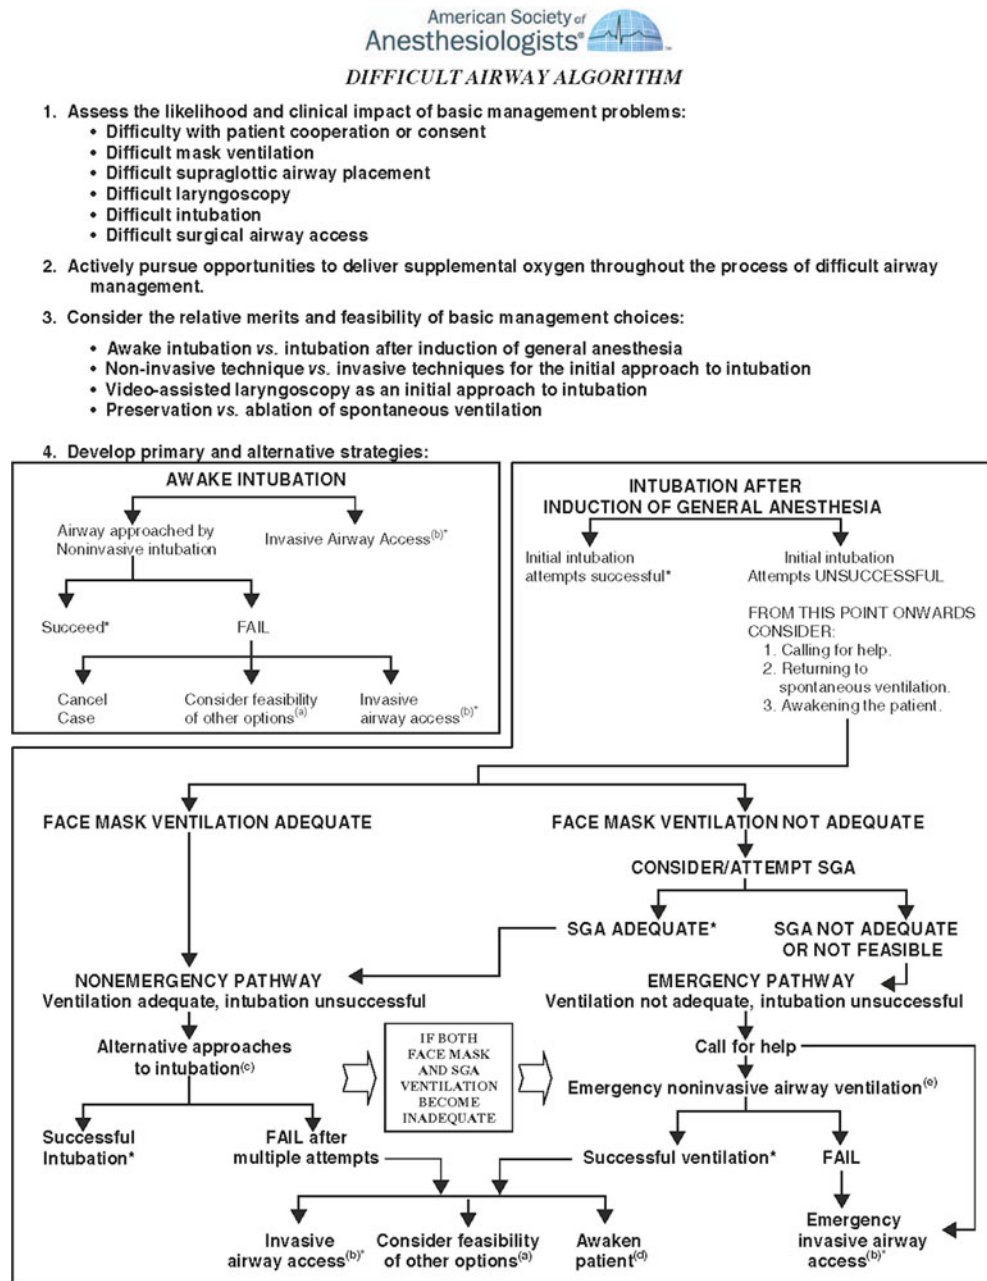 American Society of
Anesthesiologists®
DIFFICULT AIRWAY ALGORITHM
1. Assess the likelihood and clinical impact of basic management problems:
• Difficulty with patient cooperation or consent
• Difficult mask ventilation
• Difficult supraglottic airway placement
• Difficult laryngoscopy
• Difficult intubation
• Difficult surgical airway access
2. Actively pursue opportunities to deliver supplemental oxygen throughout the process of difficult airway
management.
3. Consider the relative merits and feasibility of basic management choices:
• Awake intubation vs. intubation after induction of general anesthesia
• Non-invasive technique vs. invasive techniques for the initial approach to intubation
• Video-assisted laryngoscopy as an initial approach to intubation
• Preservation vs. ablation of spontaneous ventilation
4. Develop primary and alternative strategies:
AWAKE INTUBATION
Airway approached by
Noninvasive intubation
Invasive Airway Access(b)*
Succeed*
FAIL
Cancel
Case
Consider feasibility
of other options(a)
Invasive
airway access(b)*
INTUBATION AFTER
INDUCTION OF GENERAL ANESTHESIA
Initial intubation
attempts successful*
Initial intubation
Attempts UNSUCCESSFUL
FROM THIS POINT ONWARDS
CONSIDER:
1. Calling for help.
2. Returning to
spontaneous ventilation.
3. Awakening the patient.
FACE MASK VENTILATION ADEQUATE
FACE MASK VENTILATION NOT ADEQUATE
CONSIDER/ATTEMPT SGA
SGA ADEQUATE*
SGA NOT ADEQUATE
OR NOT FEASIBLE
NONEMERGENCY PATHWAY
Ventilation adequate, intubation unsuccessful
EMERGENCY PATHWAY
Ventilation not adequate, intubation unsuccessful
Alternative approaches
to intubation(c)
IF BOTH
FACE MASK
AND SGA
VENTILATION
BECOME
INADEQUATE
Call for help
Emergency noninvasive airway ventilation(e)
Successful
Intubation*
FAIL after
multiple attempts
Successful ventilation*
FAIL
Invasive
airway access(b)*
Consider feasibility
of other options(a)
Awaken
patient(d)
Emergency
invasive airway
access(b)*